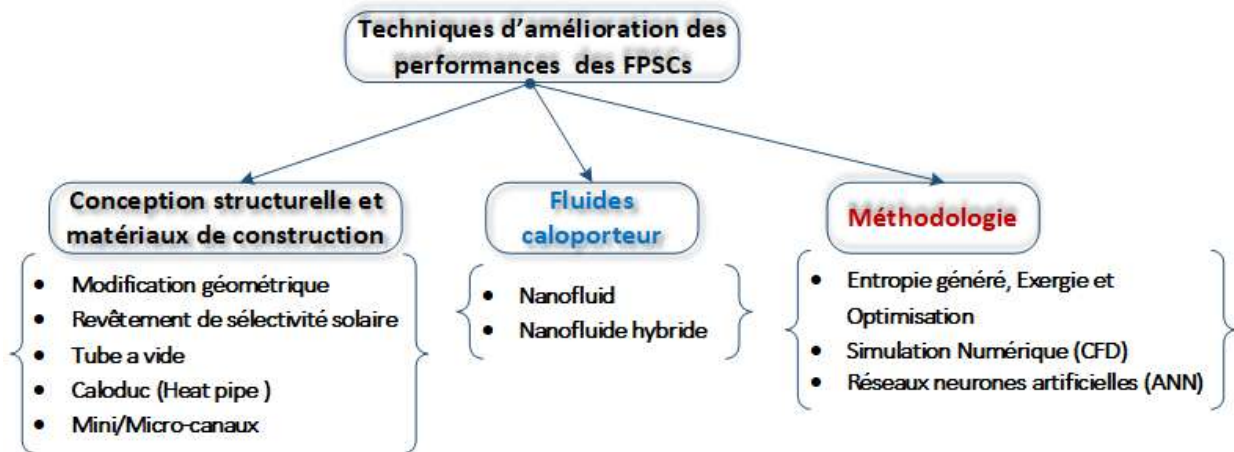 Techniques d'amélioration des
performances des FPSCs
Conception structurelle et
matériaux de construction
• Modification géométrique
• Revêtement de sélectivité solaire
• Tube a vide
• Caloduc (Heat pipe )
• Mini/Micro-canaux
Fluides
caloporteur
• Nanofluid
• Nanofluide hybride
Méthodologie
• Entropie généré, Exergie et
Optimisation
• Simulation Numérique (CFD)
• Réseaux neurones artificielles (ANN)